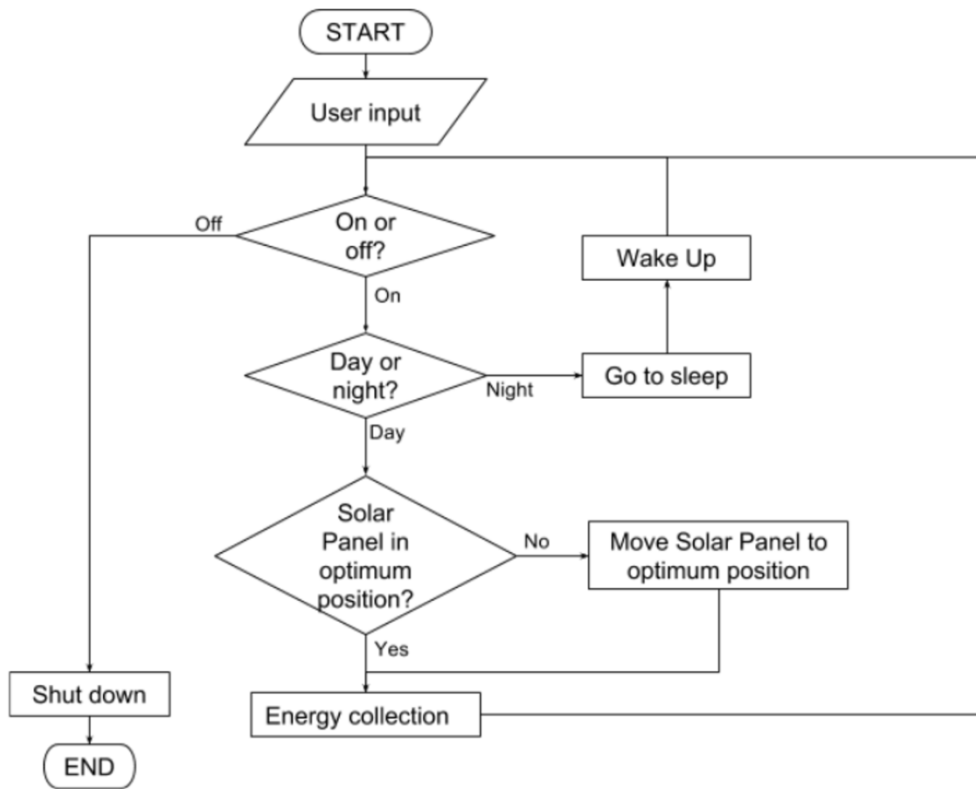 START
User input
Off
On or
off?
Wake Up
On
Day or
night?
Night
Go to sleep
Day
Solar
Panel in
optimum
position?
No
Move Solar Panel to
optimum position
Yes
Shut down
Energy collection
END